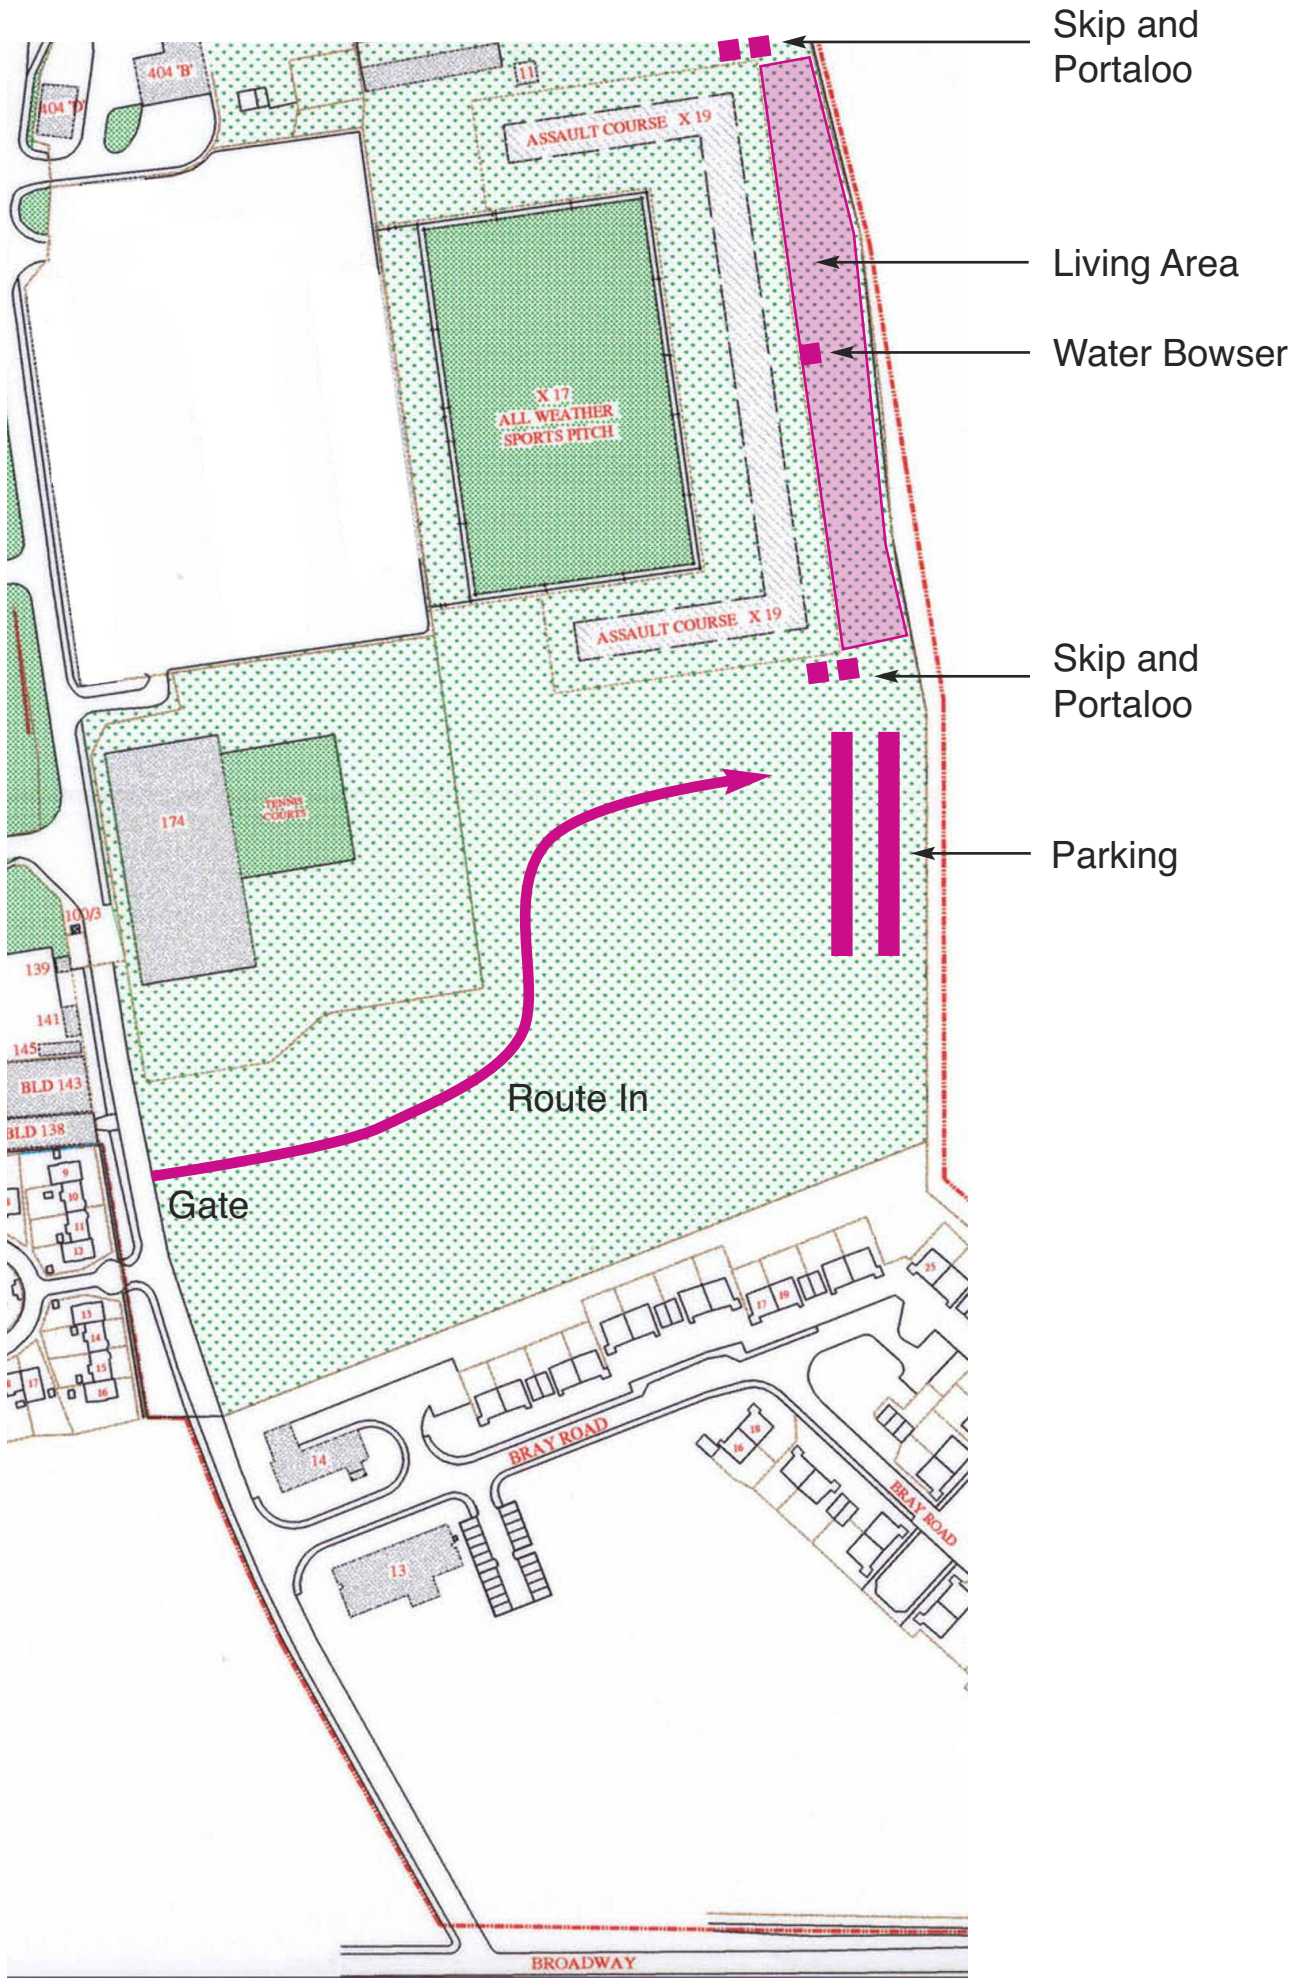 Skip and
Portaloo
404 'B'
404 'D'
11
ASSAULT COURSE X 19
Living Area
Water Bowser
X 17
ALL WEATHER
SPORTS PITCH
ASSAULT COURSE X 19
Skip and
Portaloo
174
TENNIS
COURTS
Parking
100/3
139
141
145
BLD 143
BLD 138
Route In
Gate
9
10
11
12
13
14
15
16
17
17
19
25
BRAY ROAD
18
16
14
BRAY ROAD
13
BROADWAY